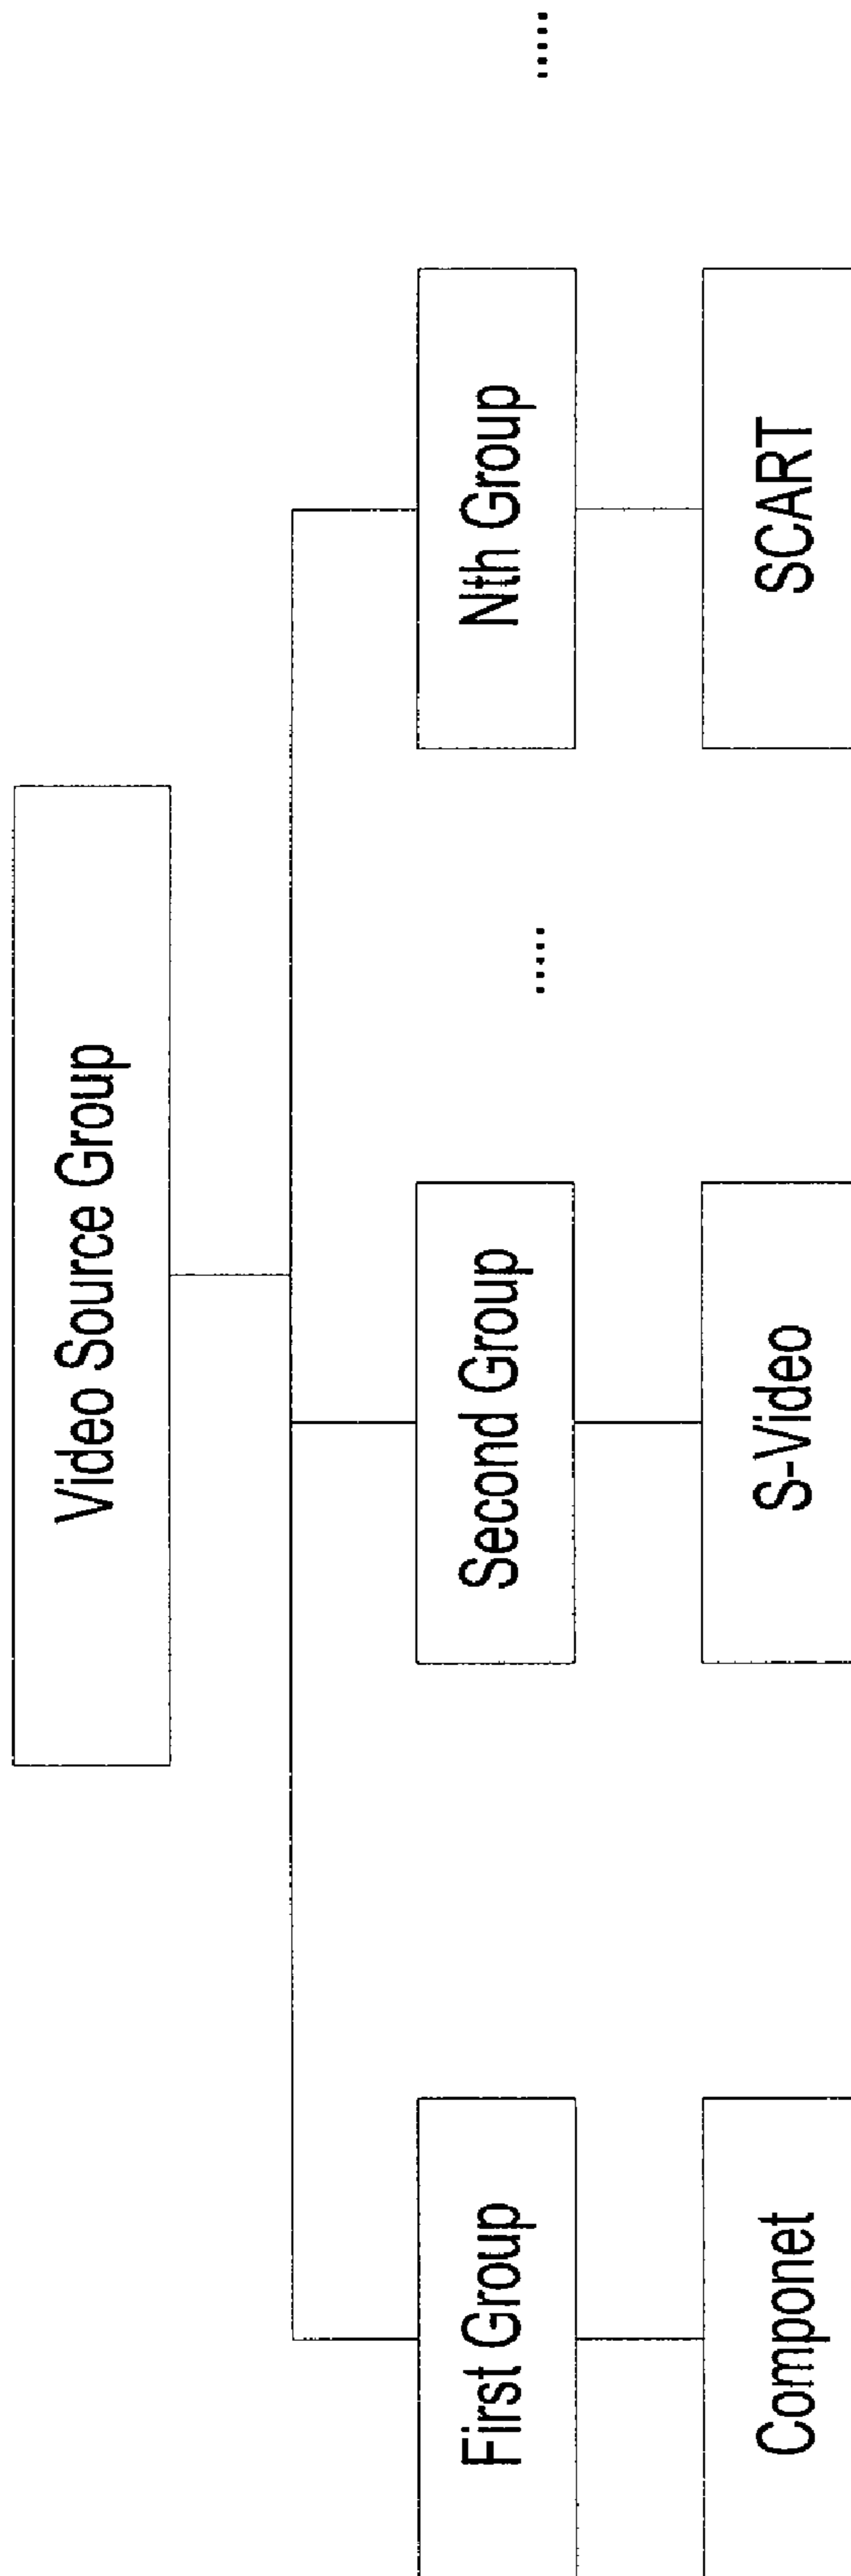 Video Source Group
First Group
Second Group
.....
Nth Group
.....
Componet
S-Video
SCART